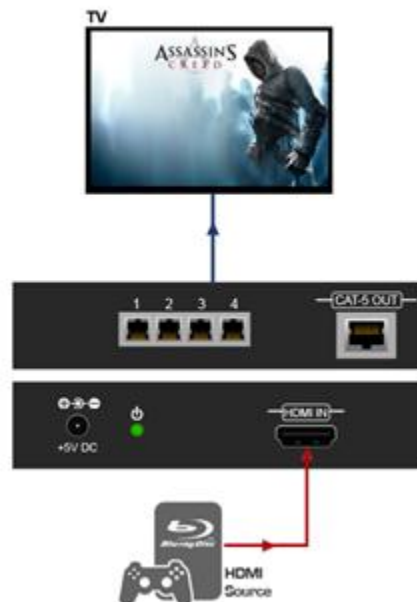 TV
ASSASSIN'S
CREED
1 2 3 4
CAT-5 OUT
+5V DC
HDMI IN
Blu-ray Disc
HDMI
Source